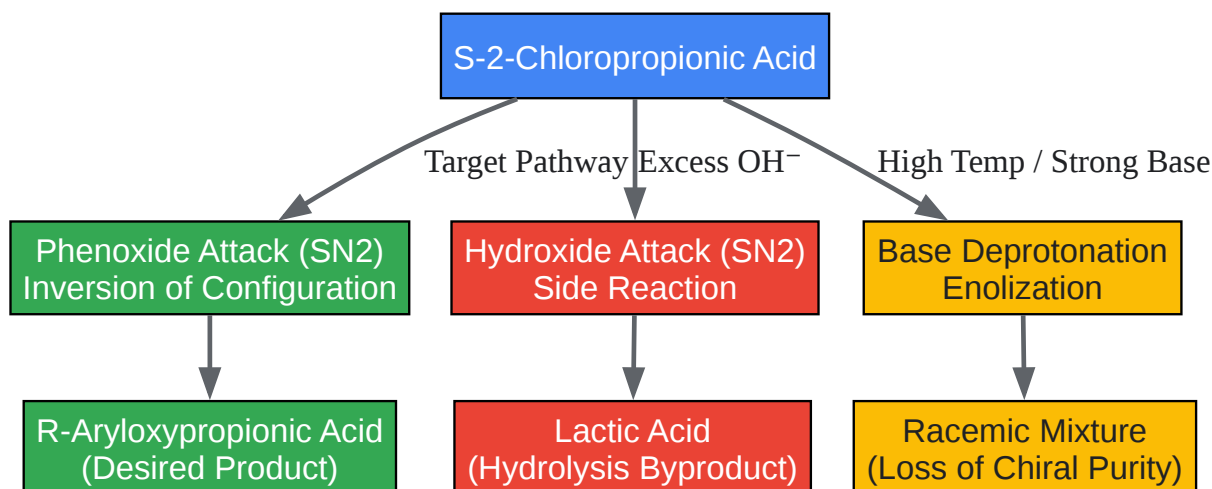 S-2-Chloropropionic Acid
Target Pathway
Excess OH⁻
High Temp / Strong Base
Phenoxide Attack (SN2)
Inversion of Configuration
Hydroxide Attack (SN2)
Side Reaction
Base Deprotonation
Enolization
R-Aryloxypropionic Acid
(Desired Product)
Lactic Acid
(Hydrolysis Byproduct)
Racemic Mixture
(Loss of Chiral Purity)